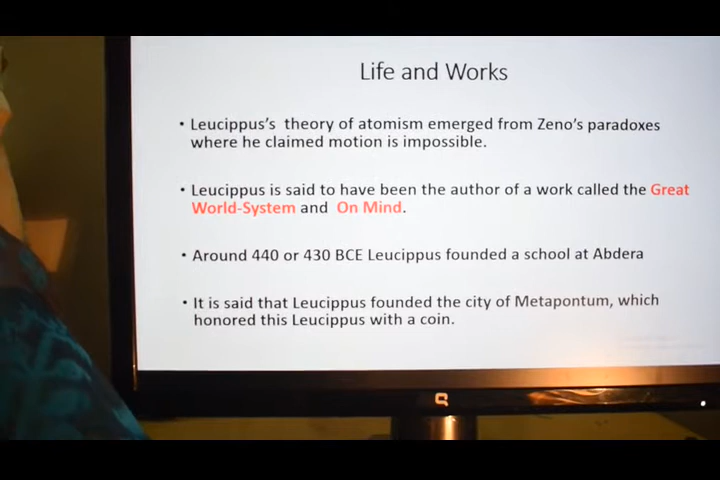 Life and Works
• Leucippus's theory of atomism emerged from Zeno's paradoxes
where he claimed motion is impossible.
• Leucippus is said to have been the author of a work called the Great
World-System and On Mind.
• Around 440 or 430 BCE Leucippus founded a school at Abdera
• It is said that Leucippus founded the city of Metapontum, which
honored this Leucippus with a coin.